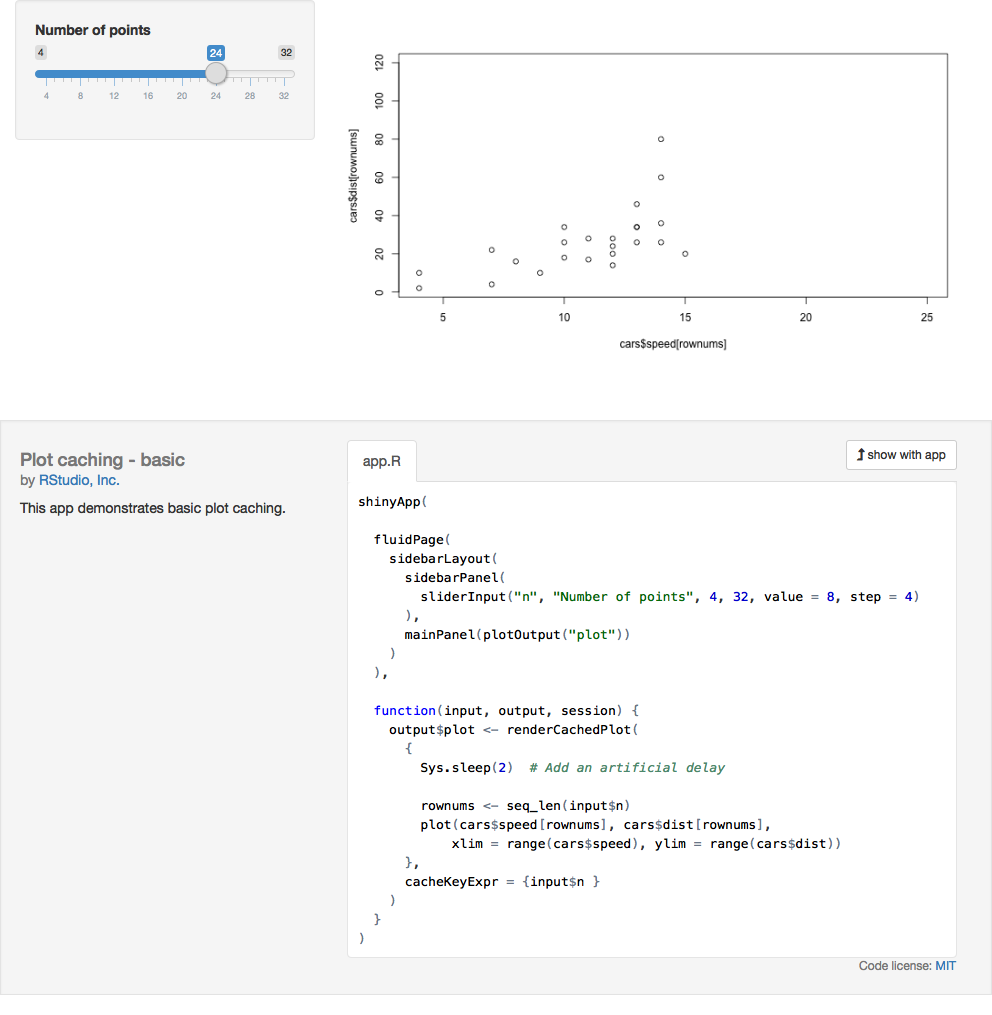 Number of points
4 24 32
4 8 12 16 20 24 28 32
cars$dist[rownums]
0 20 40 60 80 100 120
5 10 15 20 25
cars$speed[rownums]
Plot caching - basic
by RStudio, Inc.
This app demonstrates basic plot caching.
app.R
show with app
shinyApp(

  fluidPage(
    sidebarLayout(
      sidebarPanel(
        sliderInput("n", "Number of points", 4, 32, value = 8, step = 4)
      ),
      mainPanel(plotOutput("plot"))
    )
  ),

  function(input, output, session) {
    output$plot <- renderCachedPlot(
      {
        Sys.sleep(2)  # Add an artificial delay

        rownums <- seq_len(input$n)
        plot(cars$speed[rownums], cars$dist[rownums],
            xlim = range(cars$speed), ylim = range(cars$dist))
      },
      cacheKeyExpr = {input$n }
    )
  }
)
Code license: MIT